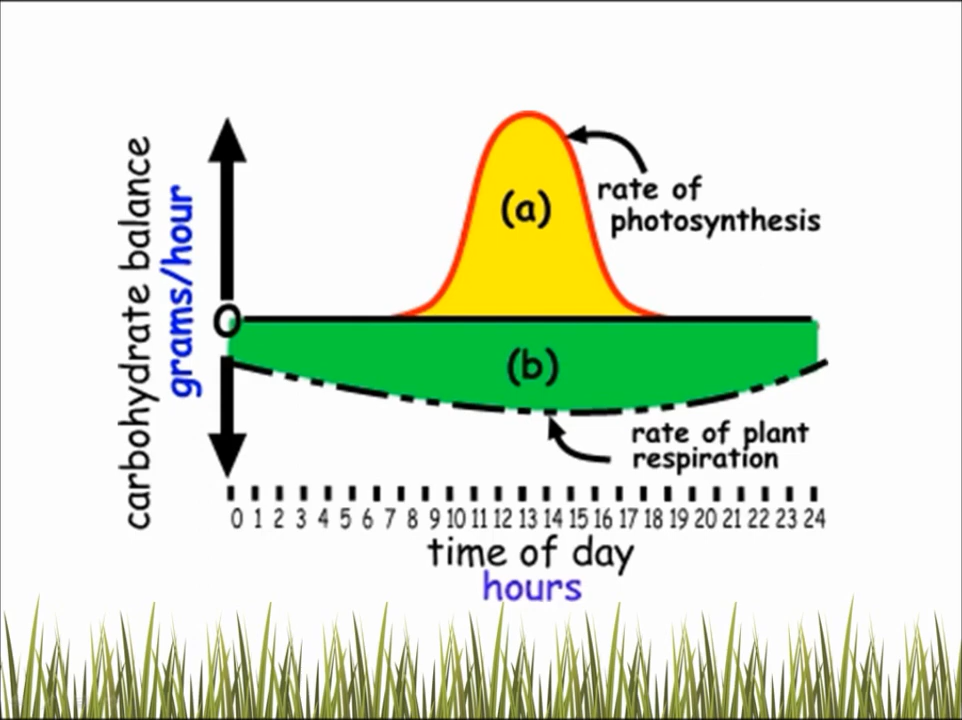 carbohydrate balance
grams/hour
0
(a)
rate of
photosynthesis
(b)
rate of plant
respiration
0 1 2 3 4 5 6 7 8 9 10 11 12 13 14 15 16 17 18 19 20 21 22 23 24
time of day
hours